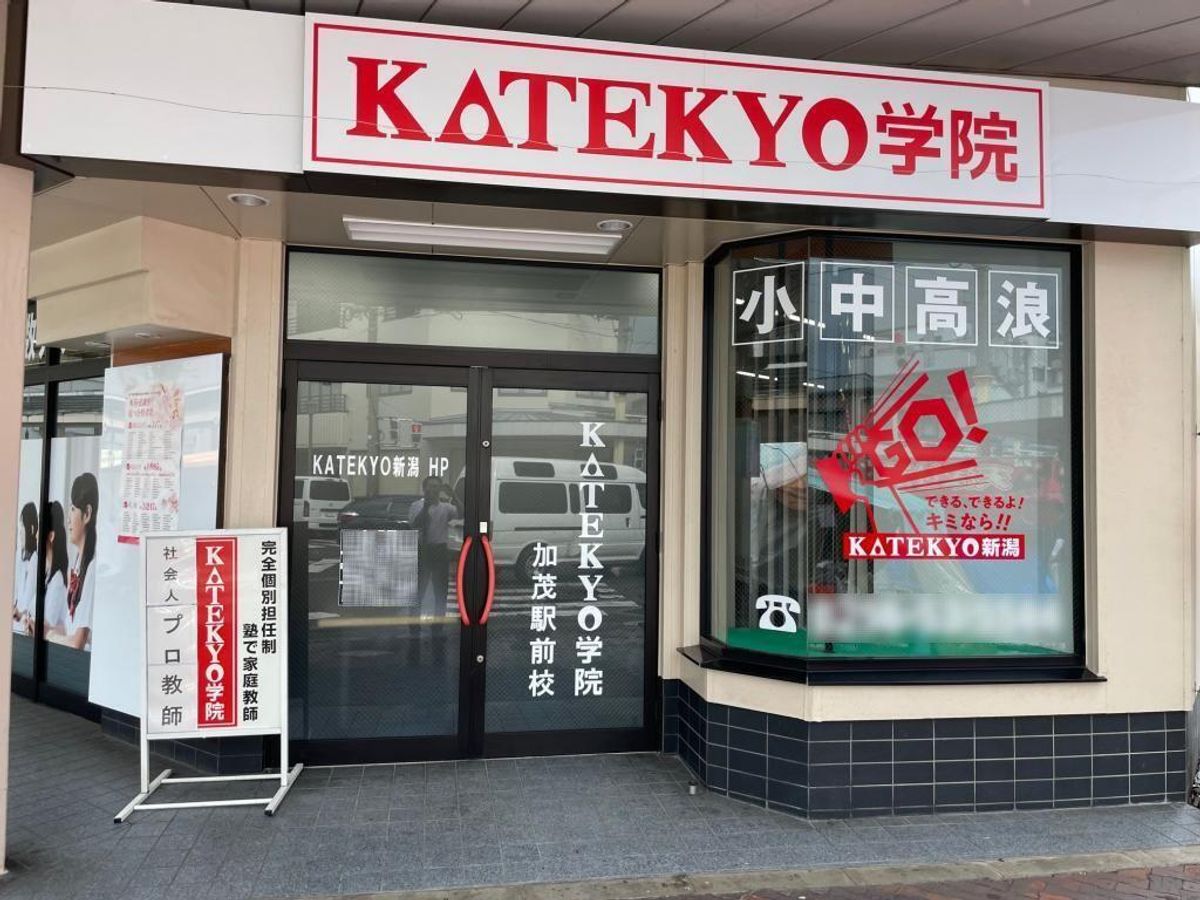 KATEKYO学院
小中高浪
GO!
できる、できるよ!
キミなら!!
KATEKYO新潟
KATEKYO新潟 HP
KATEKYO学院
加茂駅前校
完全個別担任制
塾で家庭教師
KATEKYO学院
社会人プロ教師